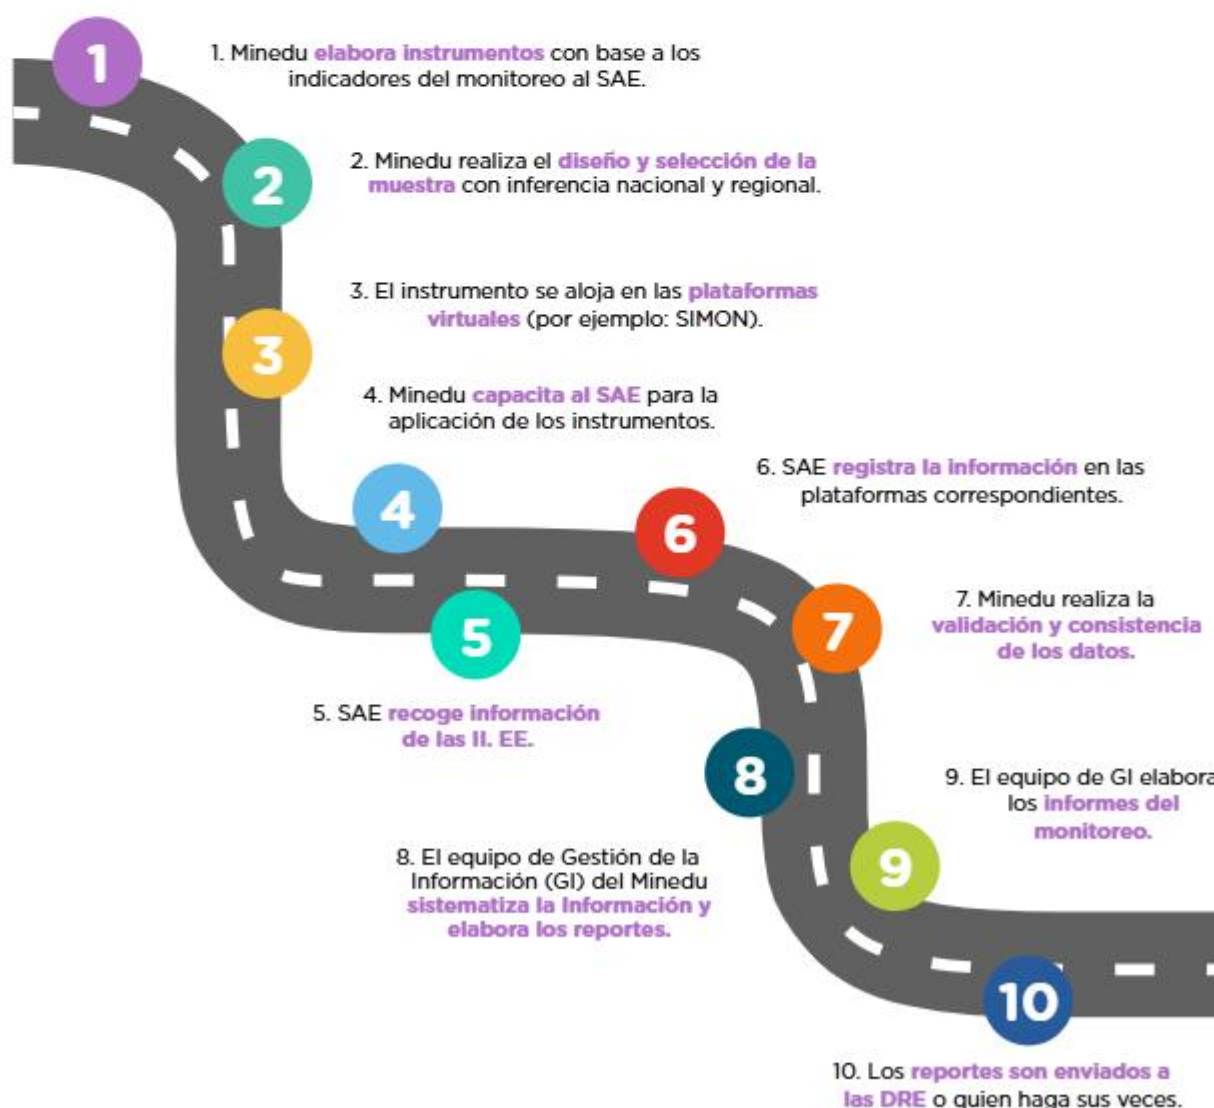 1
1. Minedu elabora instrumentos con base a los
indicadores del monitoreo al SAE.
2
2. Minedu realiza el diseño y selección de la
muestra con inferencia nacional y regional.
3
3. El instrumento se aloja en las plataformas
virtuales (por ejemplo: SIMON).
4
4. Minedu capacita al SAE para la
aplicación de los instrumentos.
5
5. SAE recoge información
de las II. EE.
6
6. SAE registra la información en las
plataformas correspondientes.
7
7. Minedu realiza la
validación y consistencia
de los datos.
8
8. El equipo de Gestión de la
Información (GI) del Minedu
sistematiza la Información y
elabora los reportes.
9
9. El equipo de GI elabora
los informes del
monitoreo.
10
10. Los reportes son enviados a
las DRE o quien haga sus veces.